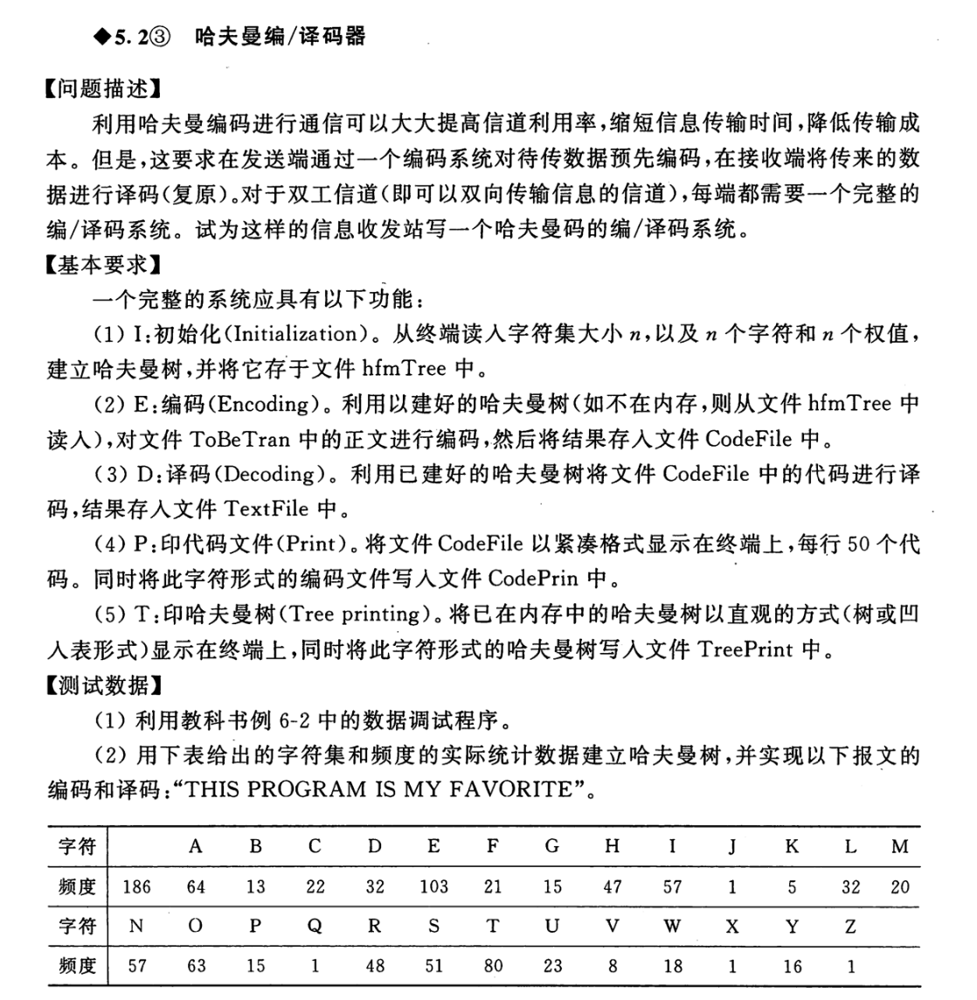 ◆5.2③ 哈夫曼编/译码器
【问题描述】
利用哈夫曼编码进行通信可以大大提高信道利用率,缩短信息传输时间,降低传输成
本。但是,这要求在发送端通过一个编码系统对待传数据预先编码,在接收端将传来的数
据进行译码(复原)。对于双工信道(即可以双向传输信息的信道),每端都需要一个完整的
编/译码系统。试为这样的信息收发站写一个哈夫曼码的编/译码系统。
【基本要求】
一个完整的系统应具有以下功能:
(1) I:初始化(Initialization)。从终端读入字符集大小 n,以及 n 个字符和 n 个权值,
建立哈夫曼树,并将它存于文件 hfmTree 中。
(2) E:编码(Encoding)。利用以建好的哈夫曼树(如不在内存,则从文件 hfmTree 中
读入),对文件 ToBeTran 中的正文进行编码,然后将结果存入文件 CodeFile 中。
(3) D:译码(Decoding)。利用已建好的哈夫曼树将文件 CodeFile 中的代码进行译
码,结果存入文件 TextFile 中。
(4) P:印代码文件(Print)。将文件 CodeFile 以紧凑格式显示在终端上,每行 50 个代
码。同时将此字符形式的编码文件写入文件 CodePrin 中。
(5) T:印哈夫曼树(Tree printing)。将已在内存中的哈夫曼树以直观的方式(树或凹
入表形式)显示在终端上,同时将此字符形式的哈夫曼树写入文件 TreePrint 中。
【测试数据】
(1) 利用教科书例 6-2 中的数据调试程序。
(2) 用下表给出的字符集和频度的实际统计数据建立哈夫曼树,并实现以下报文的
编码和译码:“THIS PROGRAM IS MY FAVORITE”。
字符 A B C D E F G H I J K L M
频度 186 64 13 22 32 103 21 15 47 57 1 5 32 20
字符 N O P Q R S T U V W X Y Z
频度 57 63 15 1 48 51 80 23 8 18 1 16 1